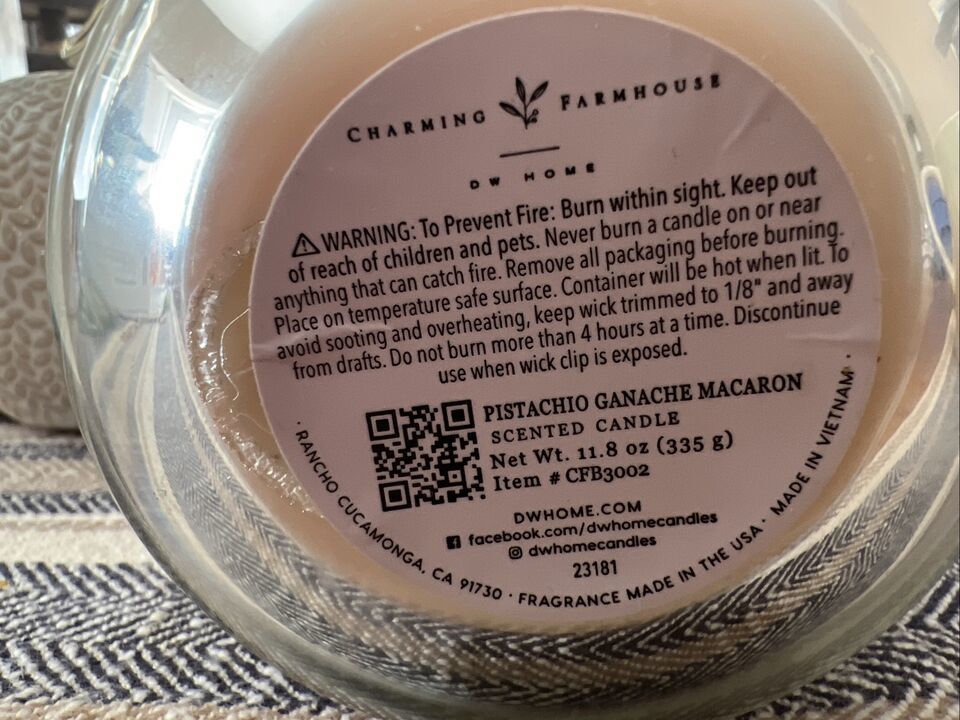 CHARMING FARMHOUSE
DW HOME
⚠ WARNING: To Prevent Fire: Burn within sight. Keep out
of reach of children and pets. Never burn a candle on or near
anything that can catch fire. Remove all packaging before burning.
Place on temperature safe surface. Container will be hot when lit. To
avoid sooting and overheating, keep wick trimmed to 1/8" and away
from drafts. Do not burn more than 4 hours at a time. Discontinue
use when wick clip is exposed.
PISTACHIO GANACHE MACARON
SCENTED CANDLE
Net Wt. 11.8 oz (335 g)
Item # CFB3002
DWHOME.COM
facebook.com/dwhomecandles
dwhomecandles
23181
· RANCHO CUCAMONGA, CA 91730 · FRAGRANCE MADE IN THE USA · MADE IN VIETNAM ·